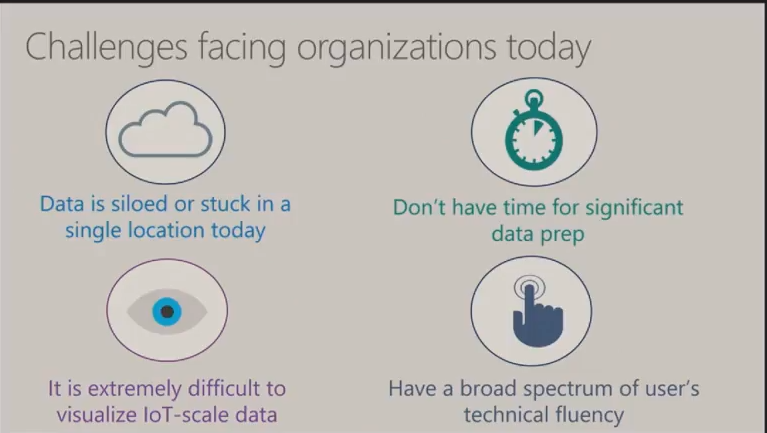 Challenges facing organizations today
Data is siloed or stuck in a
single location today
Don't have time for significant
data prep
It is extremely difficult to
visualize IoT-scale data
Have a broad spectrum of user's
technical fluency